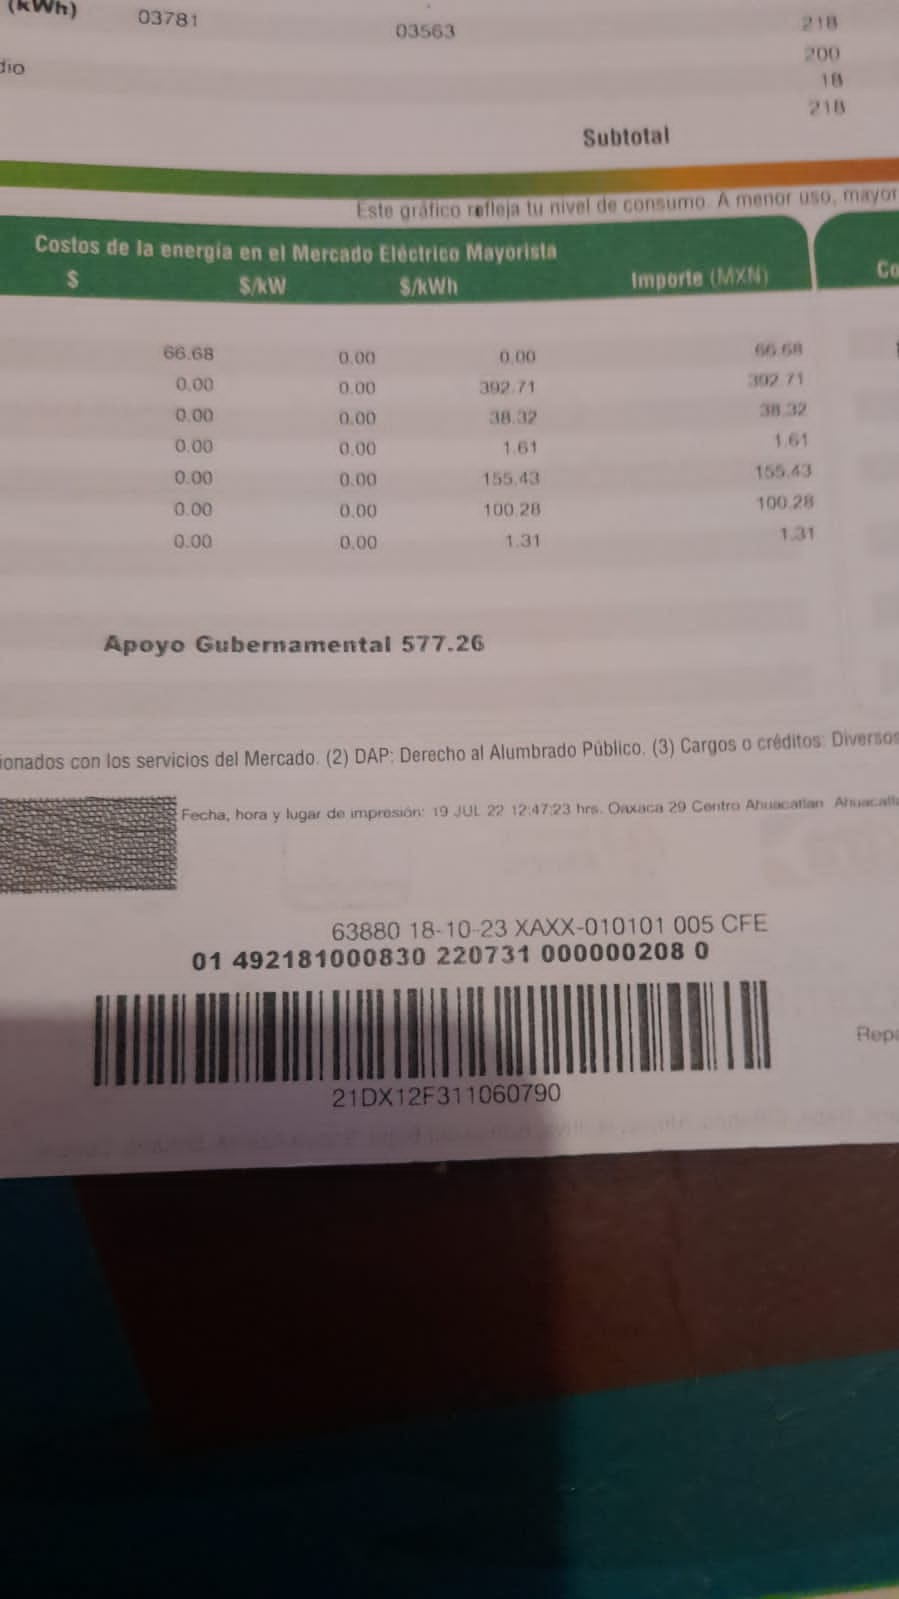 (kWh) 03781 03563 218
dio 200
18
218
Subtotal
Este gráfico refleja tu nivel de consumo. A menor uso, mayor
Costos de la energía en el Mercado Eléctrico Mayorista
$ $/kW $/kWh Importe (MXN) Co
66.68 0.00 0.00 66.68
0.00 0.00 392.71 392.71
0.00 0.00 38.32 38.32
0.00 0.00 1.61 1.61
0.00 0.00 155.43 155.43
0.00 0.00 100.28 100.28
0.00 0.00 1.31 1.31
Apoyo Gubernamental 577.26
ionados con los servicios del Mercado. (2) DAP: Derecho al Alumbrado Público. (3) Cargos o créditos: Diversos
Fecha, hora y lugar de impresión: 19 JUL 22 12:47:23 hrs. Oaxaca 29 Centro Ahuacatlan Ahuacatla
63880 18-10-23 XAXX-010101 005 CFE
01 492181000830 220731 000000208 0
Repa
21DX12F311060790